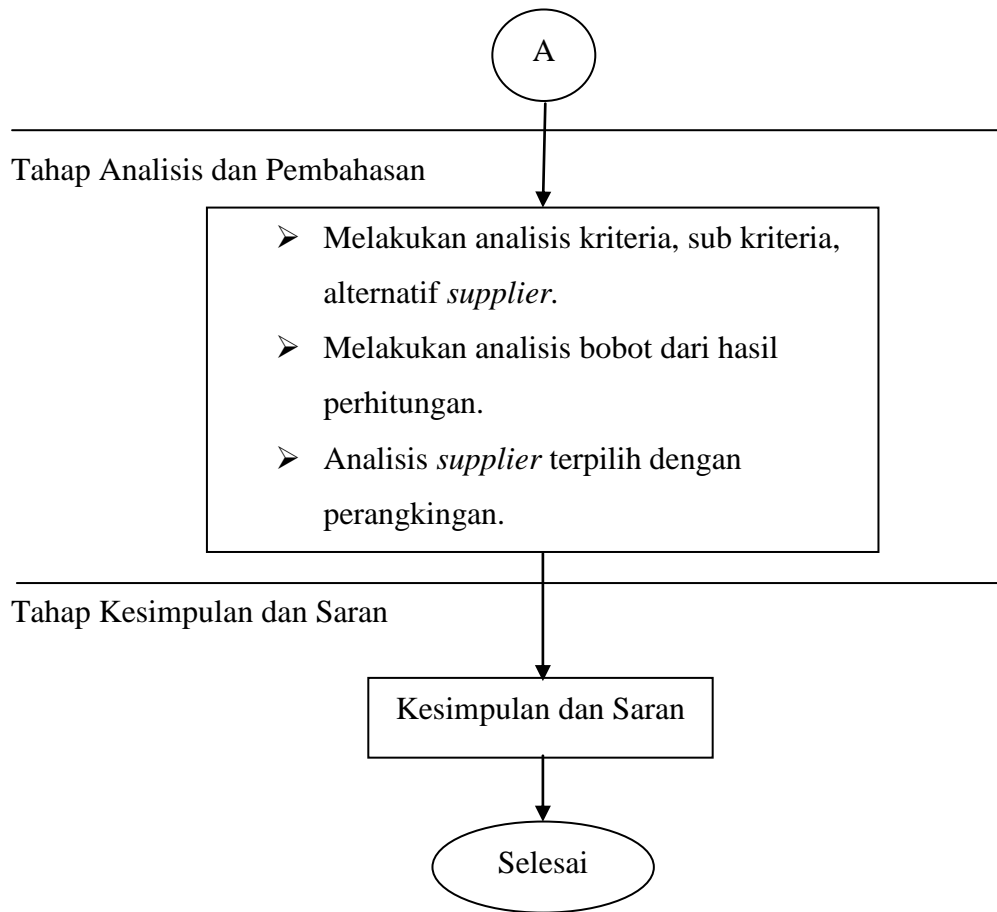 A
Tahap Analisis dan Pembahasan
➢ Melakukan analisis kriteria, sub kriteria,
alternatif supplier.
➢ Melakukan analisis bobot dari hasil
perhitungan.
➢ Analisis supplier terpilih dengan
perangkingan.
Tahap Kesimpulan dan Saran
Kesimpulan dan Saran
Selesai